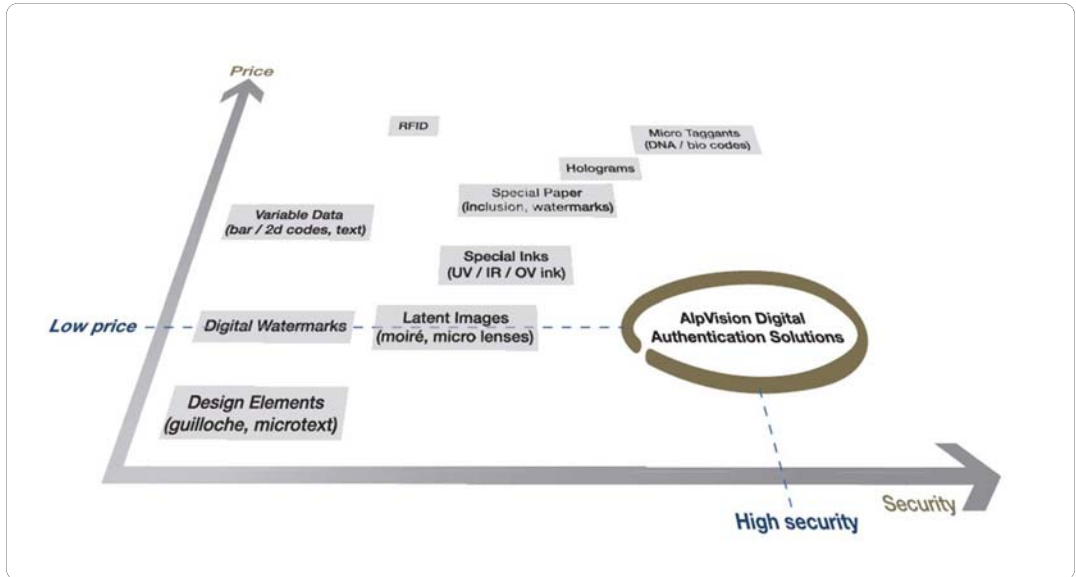 Price
RFID
Micro Taggants
(DNA / bio codes)
Holograms
Special Paper
(inclusion, watermarks)
Variable Data
(bar / 2d codes, text)
Special Inks
(UV / IR / OV ink)
Low price
Digital Watermarks
Latent Images
(moiré, micro lenses)
AlpVision Digital
Authentication Solutions
Design Elements
(guilloche, microtext)
Security
High security